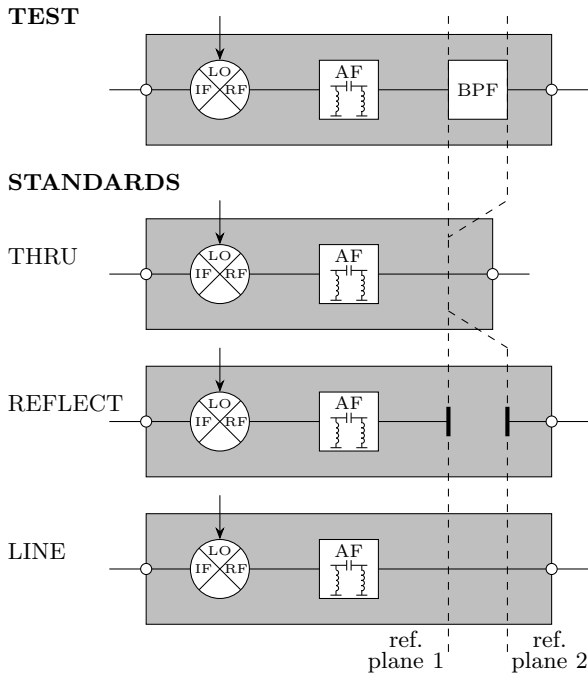 TEST
LO
IF RF
AF
BPF
STANDARDS
THRU
LO
IF RF
AF
REFLECT
LO
IF RF
AF
LINE
LO
IF RF
AF
ref.
plane 1
ref.
plane 2